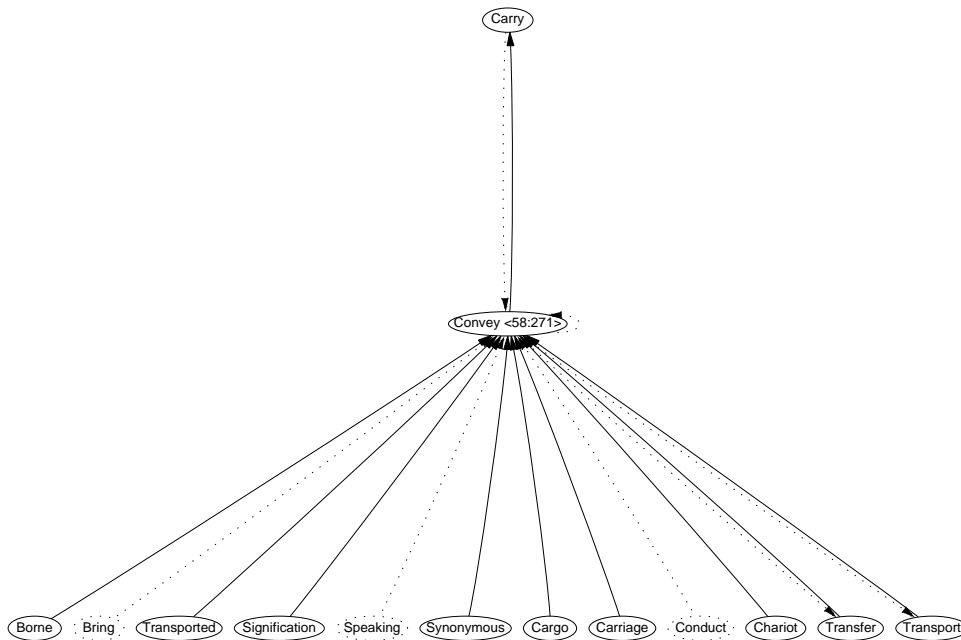 Carry
Convey <58:271>
Borne
Bring
Transported
Signification
Speaking
Synonymous
Cargo
Carriage
Conduct
Chariot
Transfer
Transport